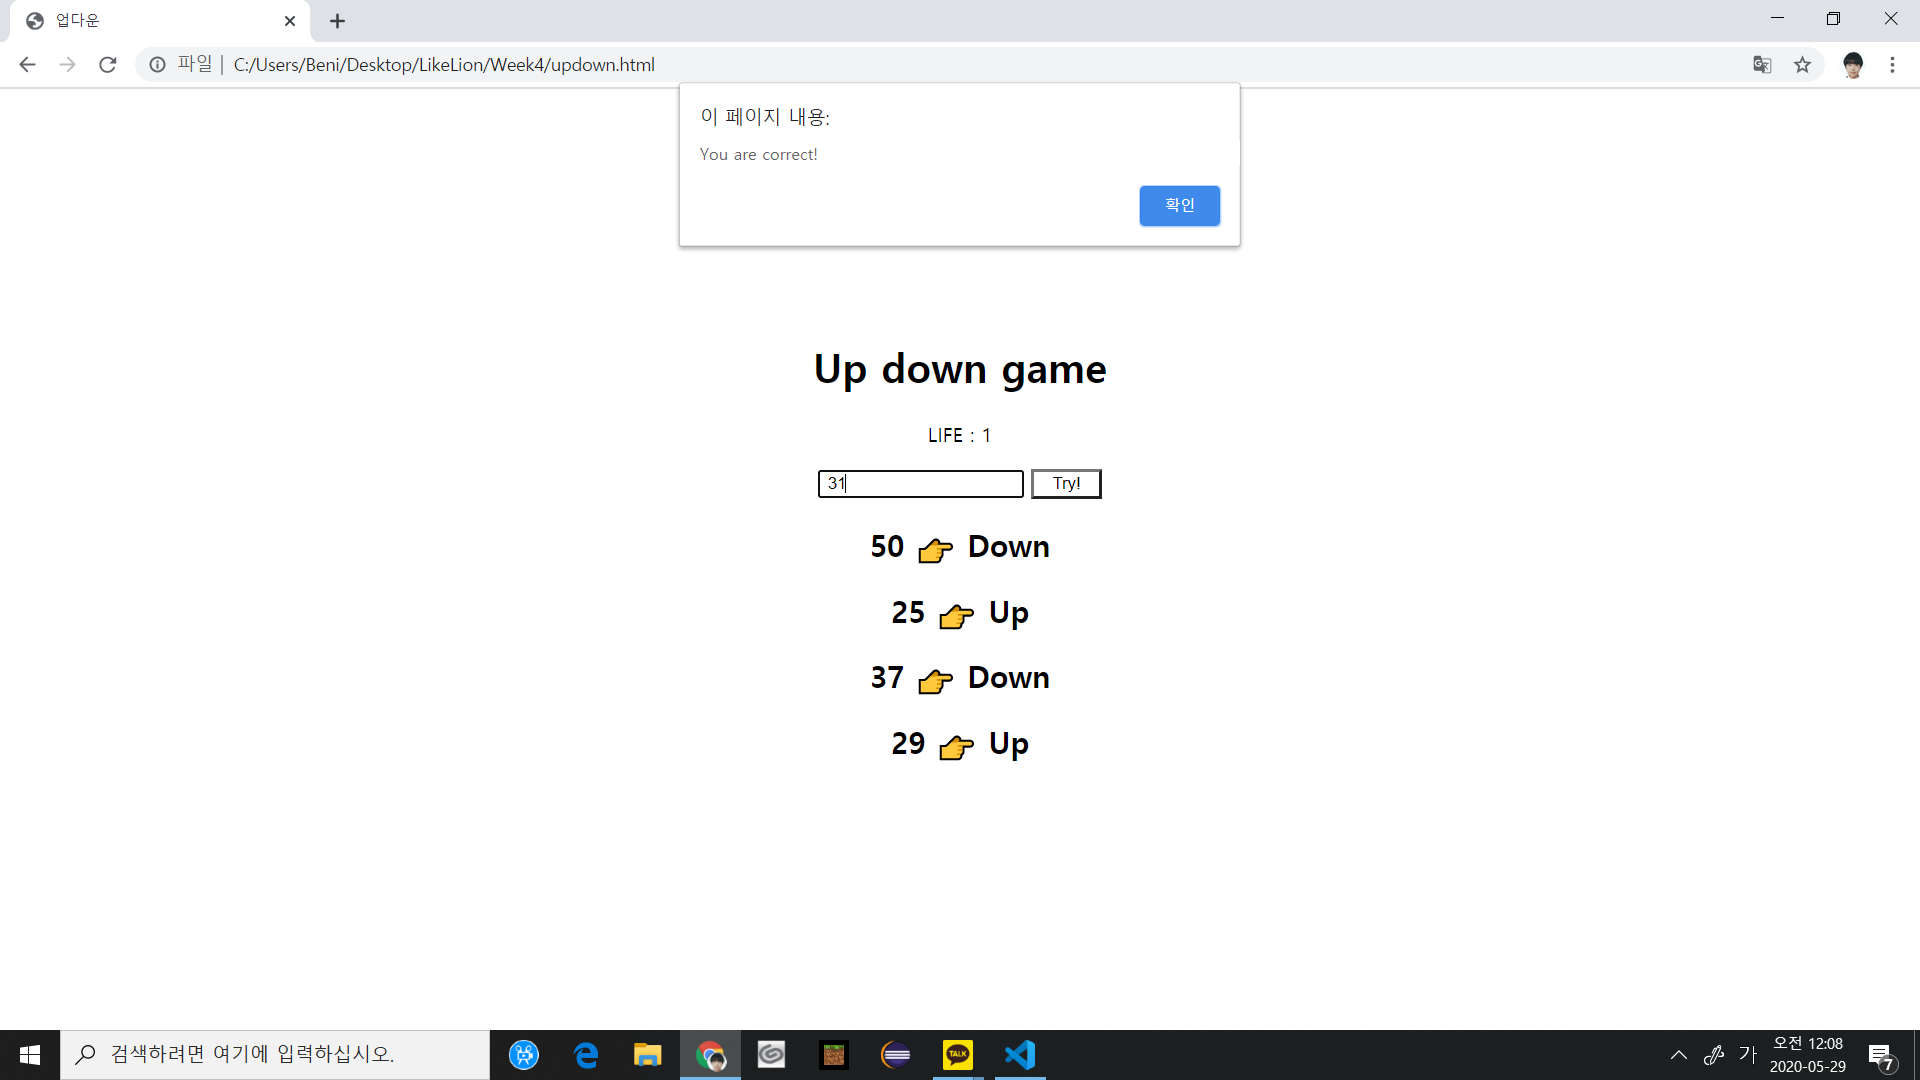 업다운
파일 | C:/Users/Beni/Desktop/LikeLion/Week4/updown.html
이 페이지 내용:
You are correct!
확인
Up down game
LIFE : 1
31 Try!
50 👉 Down
25 👉 Up
37 👉 Down
29 👉 Up
검색하려면 여기에 입력하십시오.
TALK
가
오전 12:08
2020-05-29
7